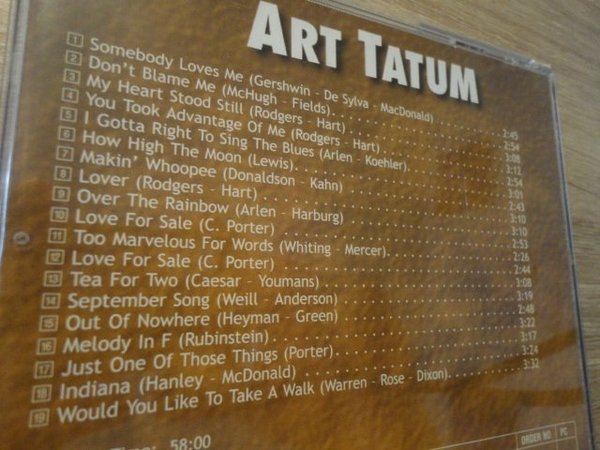 ART TATUM
1 Somebody Loves Me (Gershwin - De Sylva - MacDonald) 2:45
2 Don't Blame Me (McHugh - Fields) 2:54
3 My Heart Stood Still (Rodgers - Hart) 3:08
4 You Took Advantage Of Me (Rodgers - Hart) 3:12
5 I Gotta Right To Sing The Blues (Arlen - Koehler) 2:54
6 How High The Moon (Lewis) 3:01
7 Makin' Whoopee (Donaldson - Kahn) 2:43
8 Lover (Rodgers - Hart) 3:10
9 Over The Rainbow (Arlen - Harburg) 3:10
10 Love For Sale (C. Porter) 2:53
11 Too Marvelous For Words (Whiting - Mercer) 2:26
12 Love For Sale (C. Porter) 2:44
13 Tea For Two (Caesar - Youmans) 3:08
14 September Song (Weill - Anderson) 3:19
15 Out Of Nowhere (Heyman - Green) 2:48
16 Melody In F (Rubinstein) 3:22
17 Just One Of Those Things (Porter) 3:17
18 Indiana (Hanley - McDonald) 3:24
19 Would You Like To Take A Walk (Warren - Rose - Dixon) 3:32
Time: 58:00
ORDER NO PC